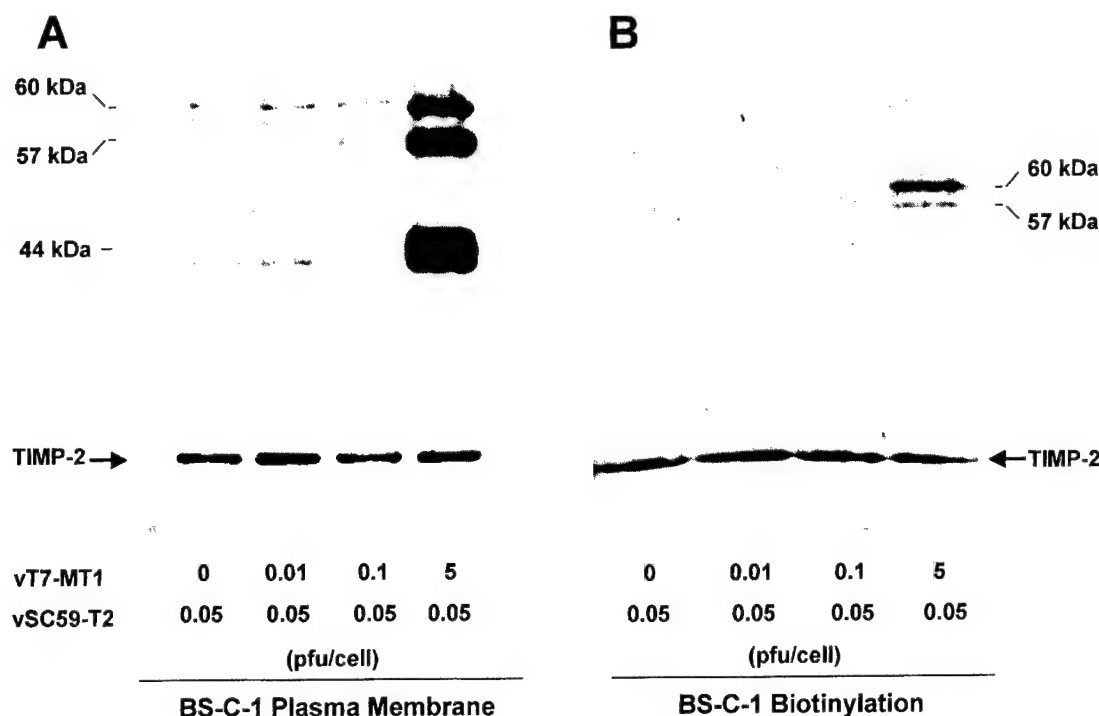 A
60 kDa
57 kDa
44 kDa
TIMP-2
vT7-MT1 0 0.01 0.1 5
vSC59-T2 0.05 0.05 0.05 0.05
(pfu/cell)
BS-C-1 Plasma Membrane
B
60 kDa
57 kDa
TIMP-2
0 0.01 0.1 5
0.05 0.05 0.05 0.05
(pfu/cell)
BS-C-1 Biotinylation